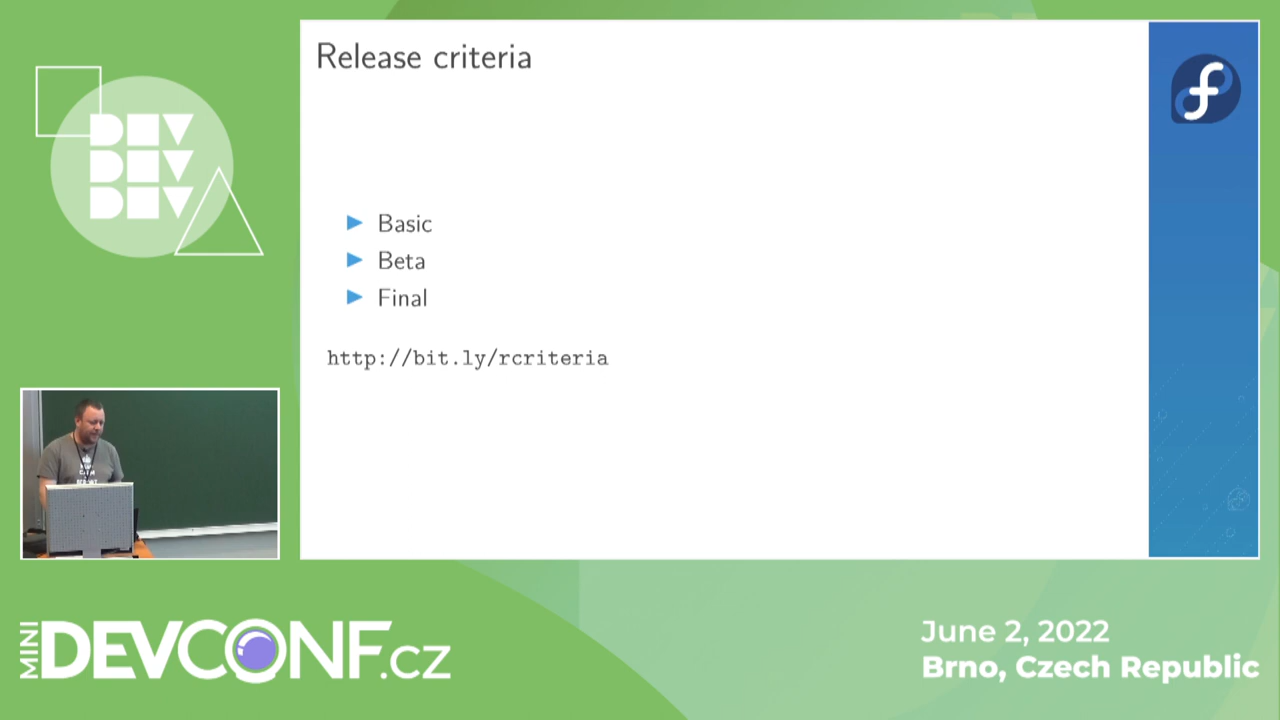 DEV
DEV
DEV
Release criteria
Basic
Beta
Final
http://bit.ly/rcriteria
MINI DEVCONF.cz
June 2, 2022
Brno, Czech Republic